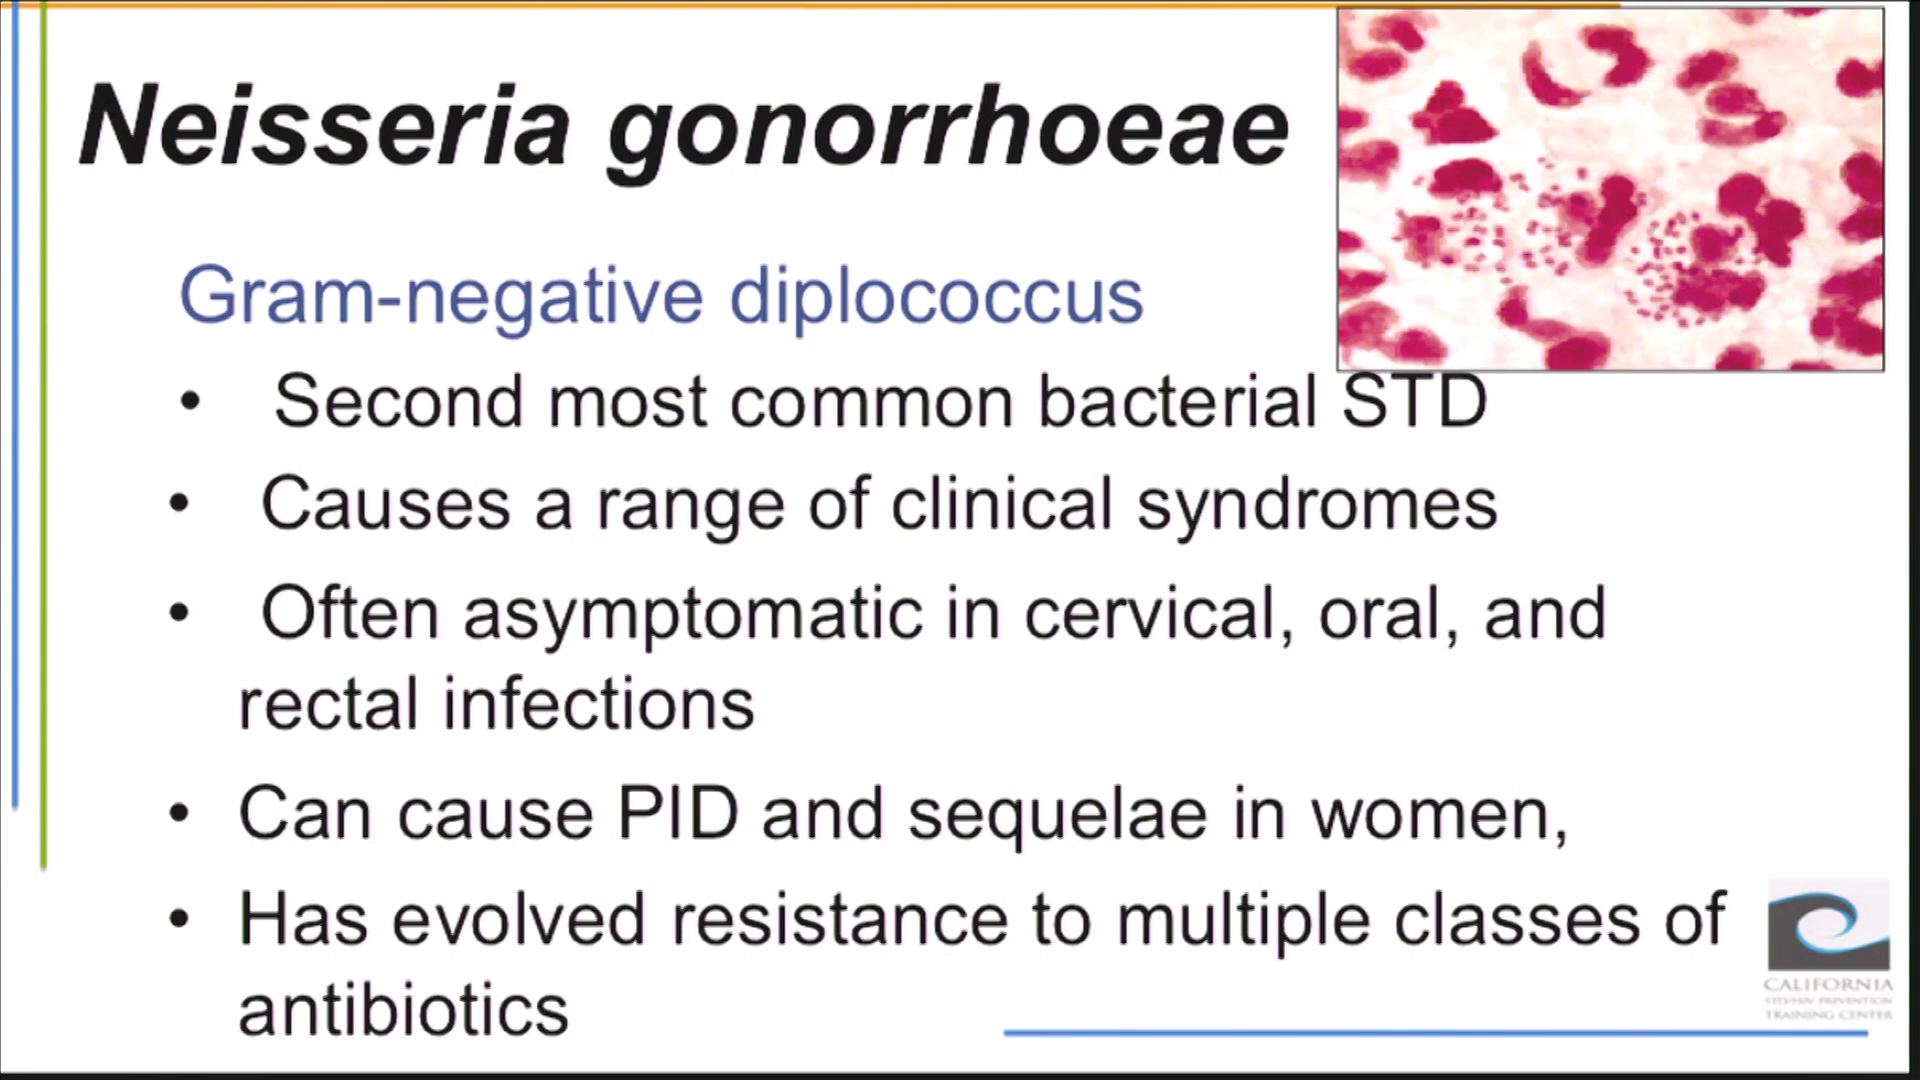 Neisseria gonorrhoeae
Gram-negative diplococcus
• Second most common bacterial STD
• Causes a range of clinical syndromes
• Often asymptomatic in cervical, oral, and
rectal infections
• Can cause PID and sequelae in women,
• Has evolved resistance to multiple classes of
antibiotics
CALIFORNIA
STD/HIV PREVENTION
TRAINING CENTER